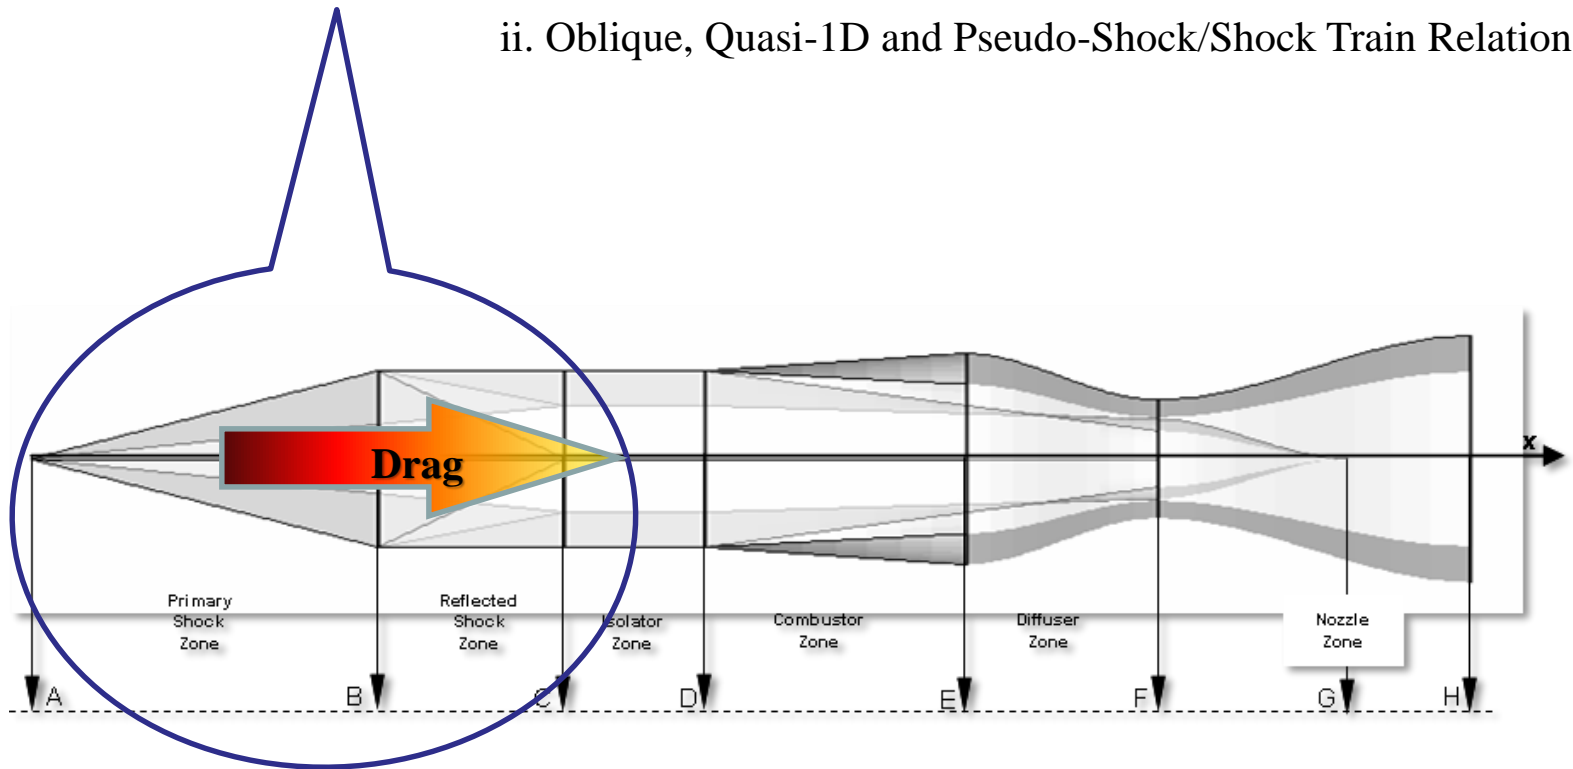 ii. Oblique, Quasi-1D and Pseudo-Shock/Shock Train Relation
Drag
x
Primary
Shock
Zone
Reflected
Shock
Zone
Isolator
Zone
Combustor
Zone
Diffuser
Zone
Nozzle
Zone
A
B
C
D
E
F
G
H